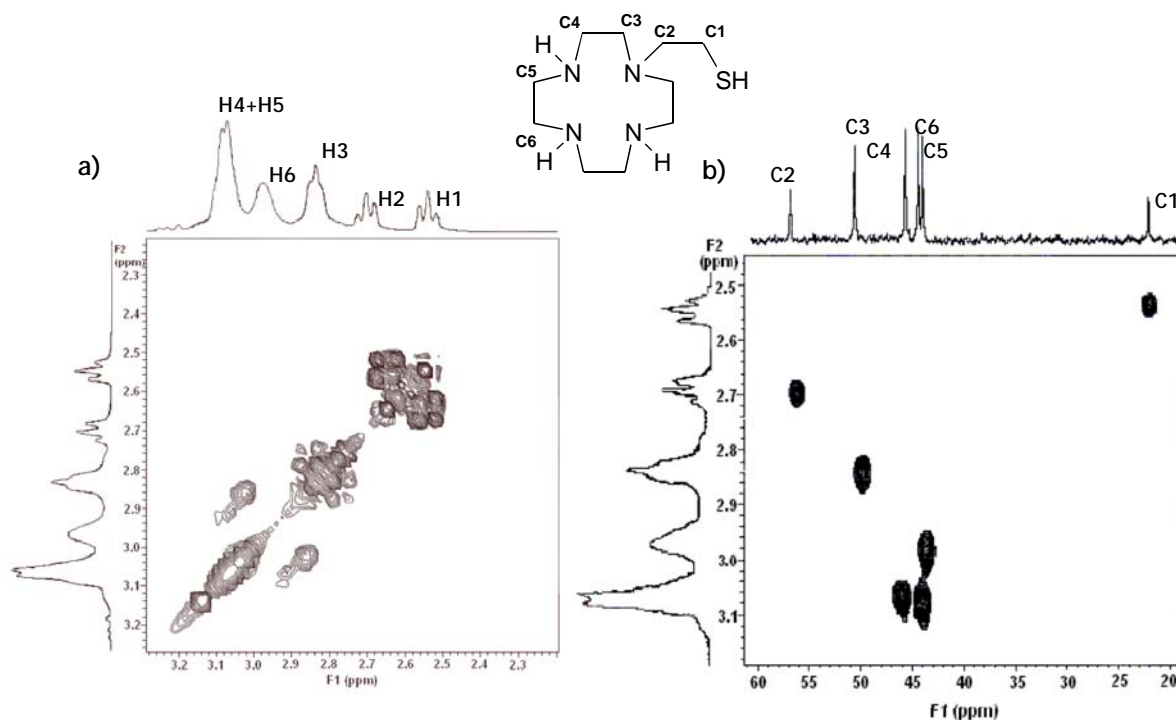 C4 C3 C2 C1
H
N N SH
C5
N N
C6 H H
a)
H4+H5
H6
H3
H2
H1
F2
(ppm)
2.3
2.4
2.5
2.6
2.7
2.8
2.9
3.0
3.1
3.2
3.2 3.1 3.0 2.9 2.8 2.7 2.6 2.5 2.4 2.3
F1 (ppm)
b)
C2
C3
C4
C6
C5
C1
F2
(ppm)
2.5
2.6
2.7
2.8
2.9
3.0
3.1
60 55 50 45 40 35 30 25 20
F1 (ppm)